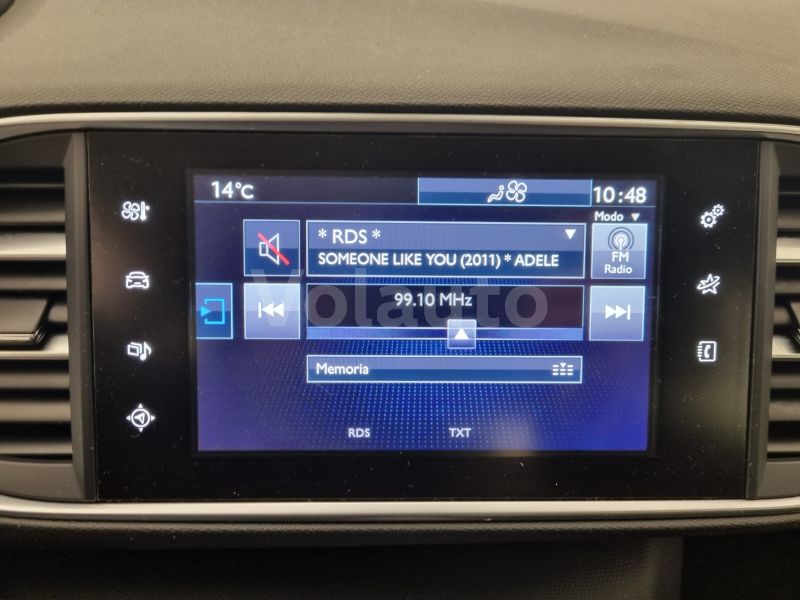 14°C
10:48
Modo ▼
* RDS *
SOMEONE LIKE YOU (2011) * ADELE
FM
Radio
99.10 MHz
Volauto
Memoria
RDS TXT